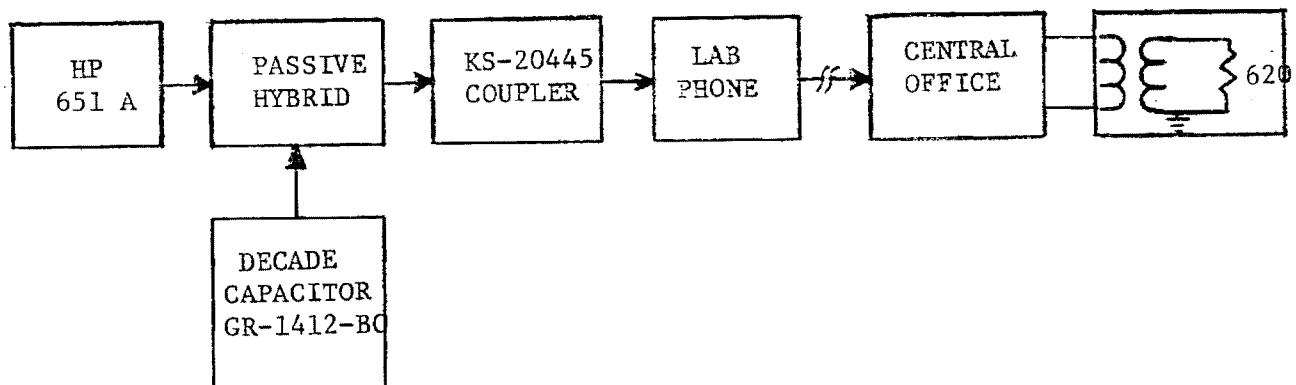 HP
651 A
PASSIVE
HYBRID
KS-20445
COUPLER
LAB
PHONE
CENTRAL
OFFICE
620
DECADE
CAPACITOR
GR-1412-BC